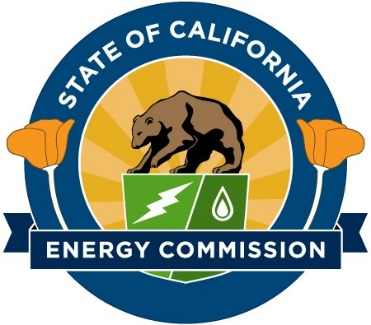 STATE OF CALIFORNIA
ENERGY COMMISSION